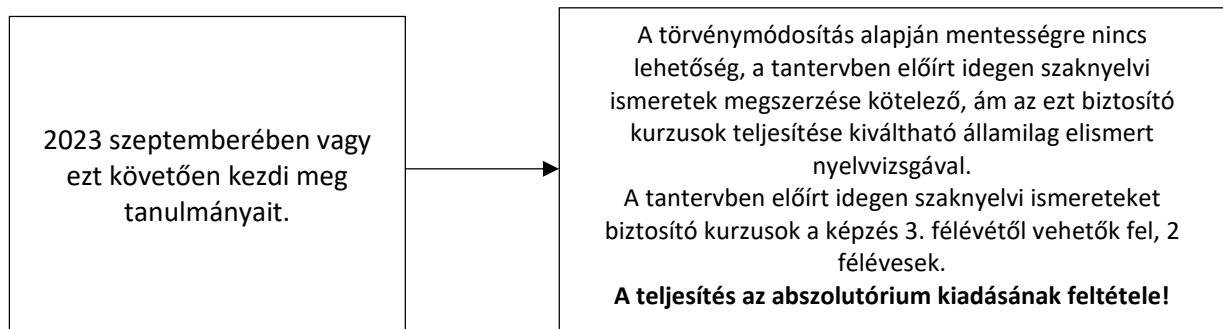 2023 szeptemberében vagy
ezt követően kezdi meg
tanulmányait.
A törvénymódosítás alapján mentességre nincs
lehetőség, a tantervben előírt idegen szaknyelvi
ismeretek megszerzése kötelező, ám az ezt biztosító
kurzusok teljesítése kiváltható államilag elismert
nyelvvizsgával.
A tantervben előírt idegen szaknyelvi ismereteket
biztosító kurzusok a képzés 3. félévétől vehetők fel, 2
félévesek.
A teljesítés az abszolutórium kiadásának feltétele!